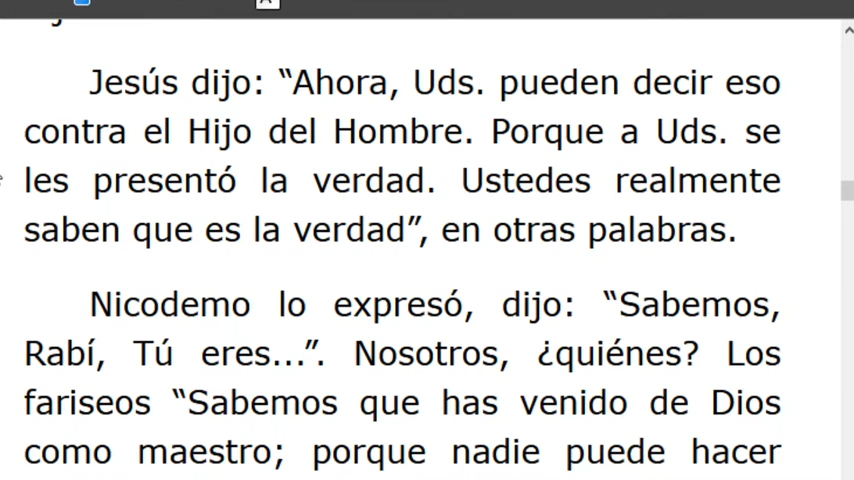 Jesús dijo: “Ahora, Uds. pueden decir eso
contra el Hijo del Hombre. Porque a Uds. se
les presentó la verdad. Ustedes realmente
saben que es la verdad”, en otras palabras.
Nicodemo lo expresó, dijo: “Sabemos,
Rabí, Tú eres...”. Nosotros, ¿quiénes? Los
fariseos “Sabemos que has venido de Dios
como maestro; porque nadie puede hacer